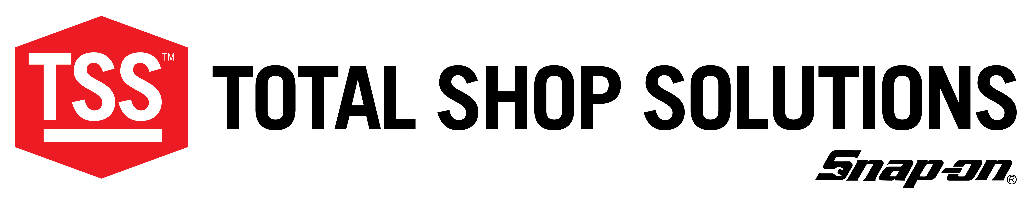 TSS™ TOTAL SHOP SOLUTIONS
Snap-on®